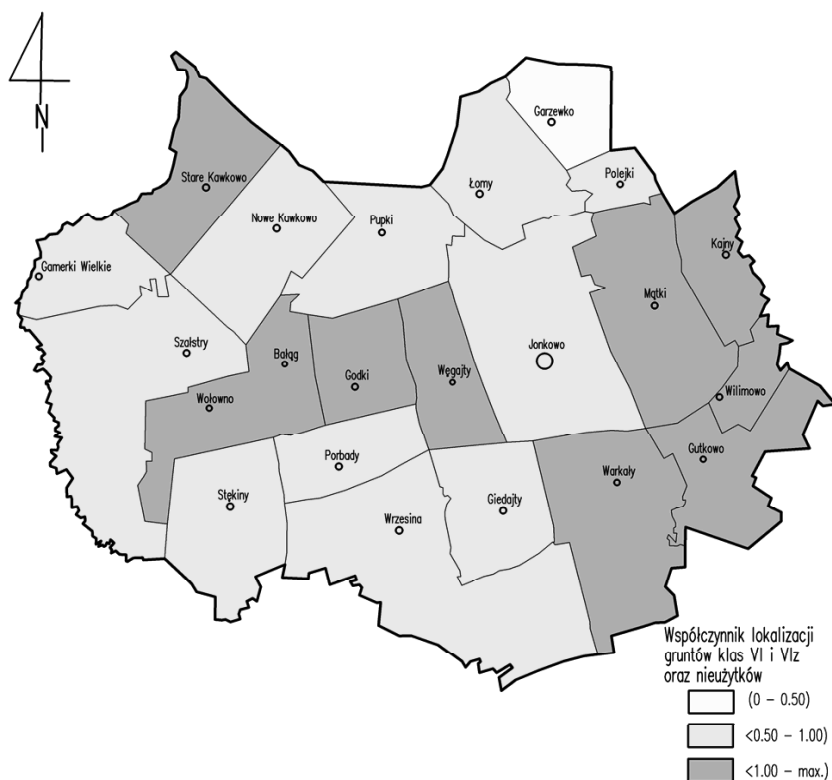 N
Garzewko
Stare Kawkowo
Łomy
Polejki
Nowe Kawkowo
Pupki
Kajny
Gamerki Wielkie
Mątki
Szałstry
Jonkowo
Bałąg
Godki
Węgajty
Wilimowo
Wołowno
Gutkowo
Porbady
Warkały
Stękiny
Giedajty
Wrzesina
Współczynnik lokalizacji
gruntów klas VI i VIz
oraz nieużytków
(0 – 0.50)
<0.50 – 1.00)
<1.00 – max.)